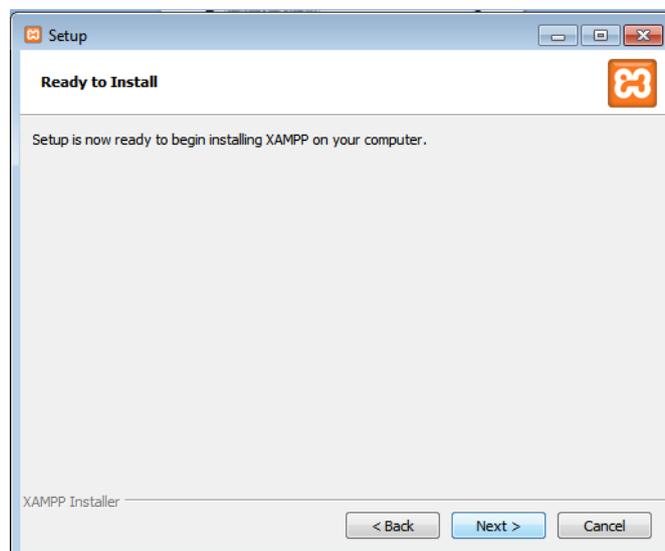 Setup
Ready to Install
Setup is now ready to begin installing XAMPP on your computer.
XAMPP Installer
< Back
Next >
Cancel